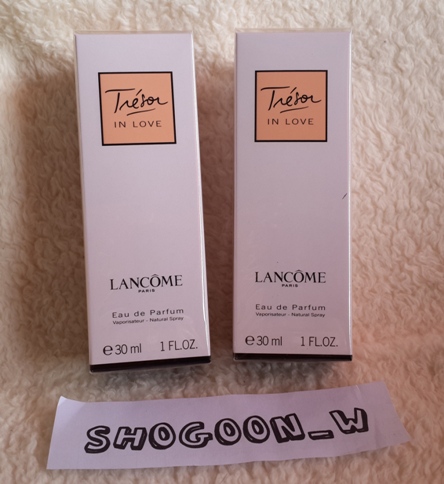 Trésor
IN LOVE
LANCÔME
PARIS
Eau de Parfum
Vaporisateur - Natural Spray
e 30 ml 1 FL.OZ.
Trésor
IN LOVE
LANCÔME
PARIS
Eau de Parfum
Vaporisateur - Natural Spray
e 30 ml 1 FL.OZ.
SHOGOON_W